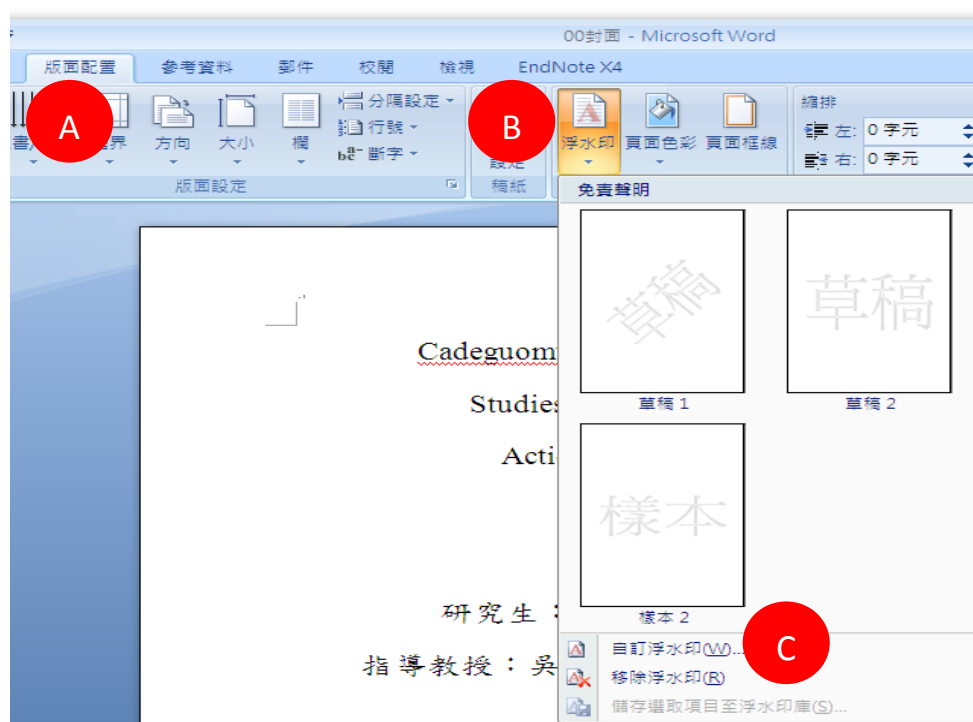 00封面 - Microsoft Word
版面配置 參考資料 郵件 校閱 檢視 EndNote X4
A
B
書 界 方向 大小 欄
分隔設定
行號
斷字
設定
浮水印 頁面色彩 頁面框線
縮排
左: 0 字元
右: 0 字元
版面設定
稿紙
免責聲明
草稿
草稿
草稿 1
草稿 2
樣本
樣本 2
Studies
Acti
研究生：
指導教授：吳
自訂浮水印(W)...
C
移除浮水印(R)
儲存選取項目至浮水印庫(S)...